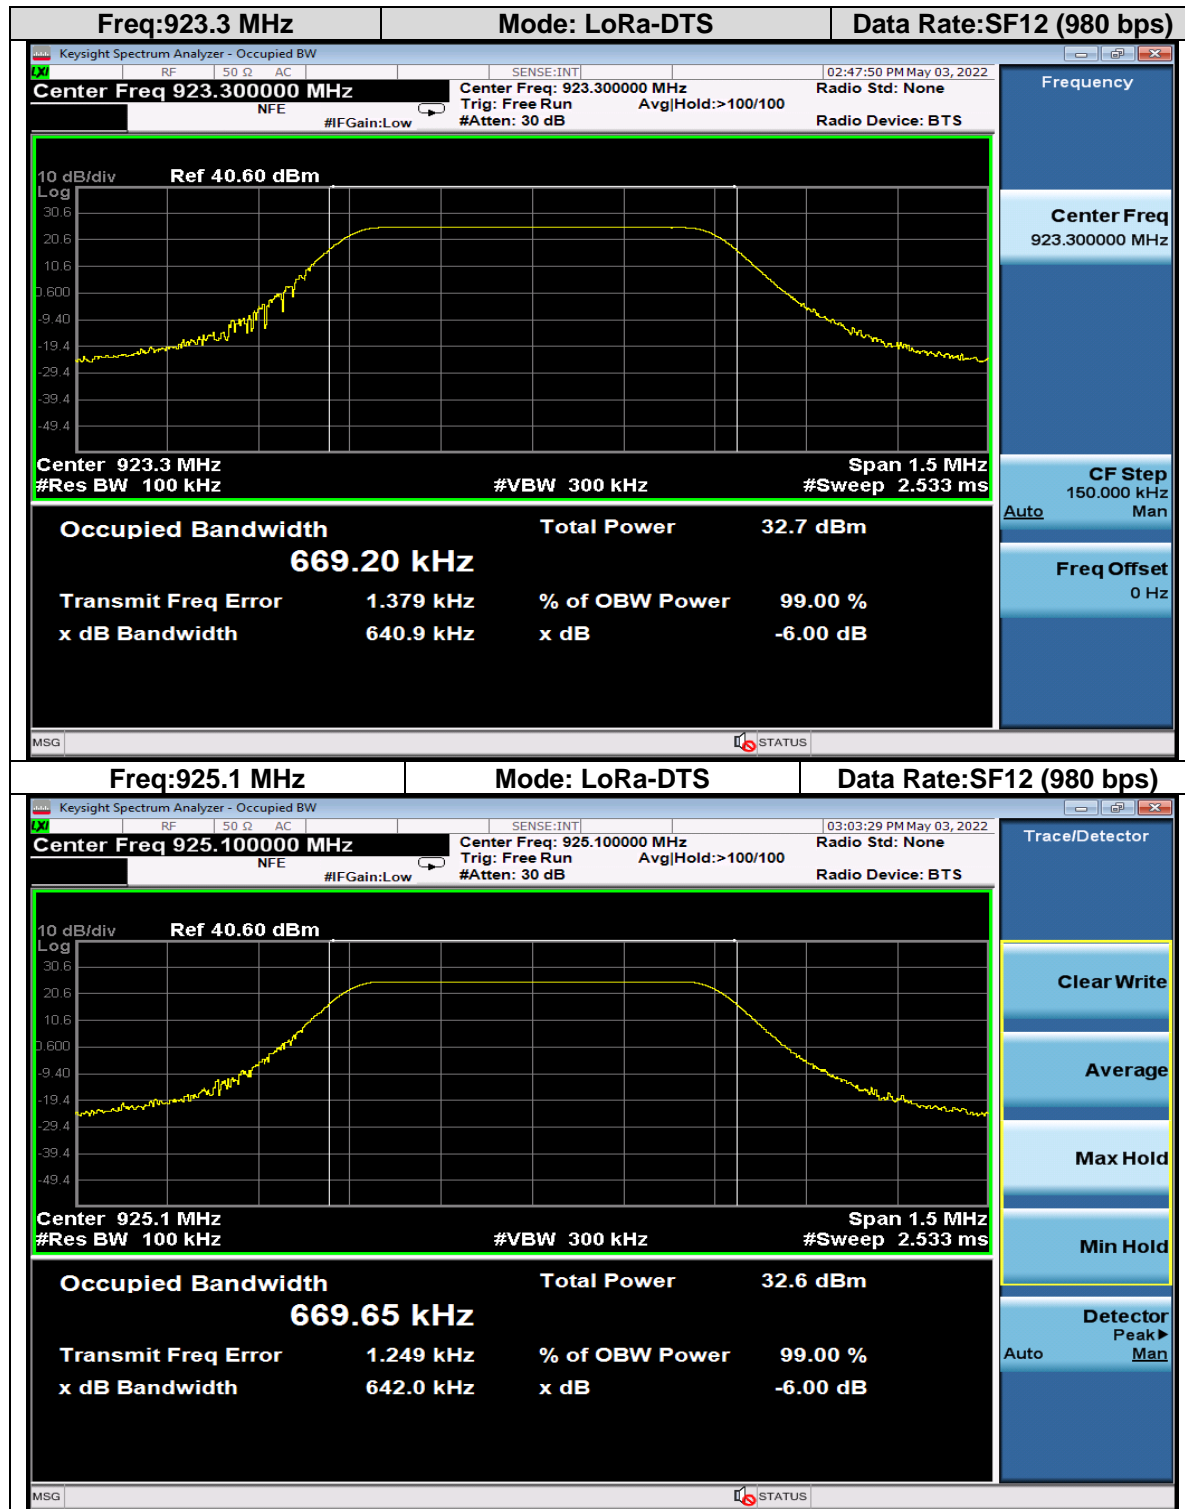 Freq:923.3 MHz Mode: LoRa-DTS Data Rate:SF12 (980 bps)
Keysight Spectrum Analyzer - Occupied BW
LXI RF 50 Ω AC SENSE:INT 02:47:50 PM May 03, 2022
Center Freq 923.300000 MHz Center Freq: 923.300000 MHz Radio Std: None
NFE Trig: Free Run Avg|Hold:>100/100
#IFGain:Low #Atten: 30 dB Radio Device: BTS
Frequency
10 dB/div Ref 40.60 dBm
Log
30.6
20.6
10.6
0.600
-9.40
-19.4
-29.4
-39.4
-49.4
Center 923.3 MHz Span 1.5 MHz
#Res BW 100 kHz #VBW 300 kHz #Sweep 2.533 ms
Center Freq
923.300000 MHz
CF Step
150.000 kHz
Auto Man
Freq Offset
0 Hz
Occupied Bandwidth Total Power 32.7 dBm
669.20 kHz
Transmit Freq Error 1.379 kHz % of OBW Power 99.00 %
x dB Bandwidth 640.9 kHz x dB -6.00 dB
MSG STATUS
Freq:925.1 MHz Mode: LoRa-DTS Data Rate:SF12 (980 bps)
Keysight Spectrum Analyzer - Occupied BW
LXI RF 50 Ω AC SENSE:INT 03:03:29 PM May 03, 2022
Center Freq 925.100000 MHz Center Freq: 925.100000 MHz Radio Std: None
NFE Trig: Free Run Avg|Hold:>100/100
#IFGain:Low #Atten: 30 dB Radio Device: BTS
Trace/Detector
10 dB/div Ref 40.60 dBm
Log
30.6
20.6
10.6
0.600
-9.40
-19.4
-29.4
-39.4
-49.4
Center 925.1 MHz Span 1.5 MHz
#Res BW 100 kHz #VBW 300 kHz #Sweep 2.533 ms
Clear Write
Average
Max Hold
Min Hold
Detector
Peak▶
Auto Man
Occupied Bandwidth Total Power 32.6 dBm
669.65 kHz
Transmit Freq Error 1.249 kHz % of OBW Power 99.00 %
x dB Bandwidth 642.0 kHz x dB -6.00 dB
MSG STATUS